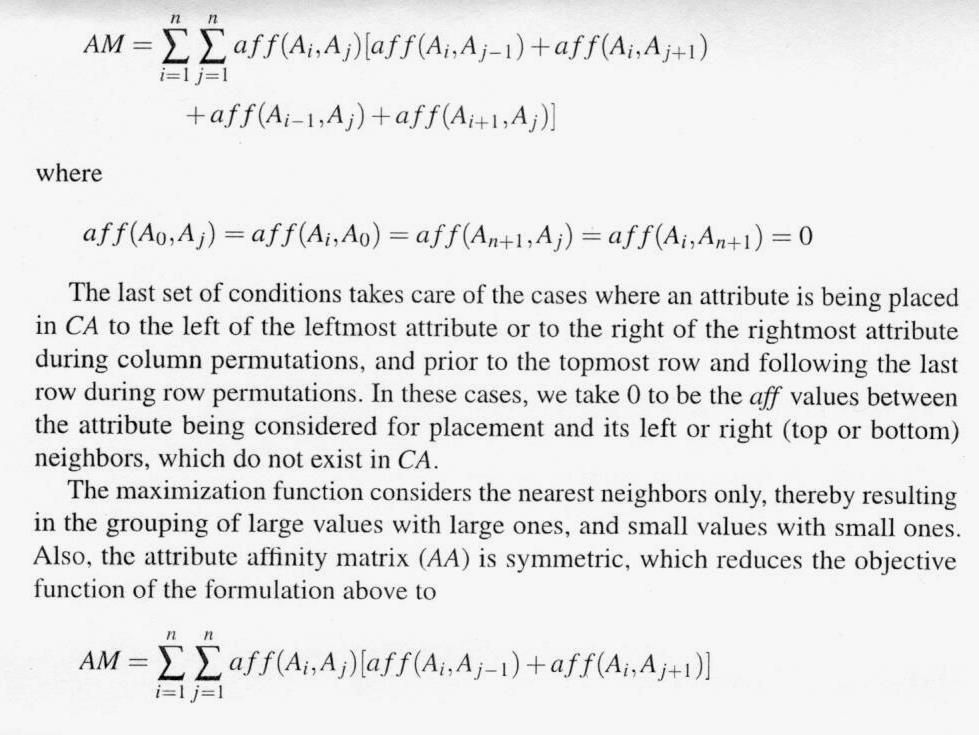 n n
AM = ∑ ∑ aff(A_i,A_j)[aff(A_i,A_{j−1})+aff(A_i,A_{j+1})
i=1 j=1
+aff(A_{i−1},A_j)+aff(A_{i+1},A_j)]
where
aff(A_0,A_j) = aff(A_i,A_0) = aff(A_{n+1},A_j) = aff(A_i,A_{n+1}) = 0
The last set of conditions takes care of the cases where an attribute is being placed
in CA to the left of the leftmost attribute or to the right of the rightmost attribute
during column permutations, and prior to the topmost row and following the last
row during row permutations. In these cases, we take 0 to be the aff values between
the attribute being considered for placement and its left or right (top or bottom)
neighbors, which do not exist in CA.
The maximization function considers the nearest neighbors only, thereby resulting
in the grouping of large values with large ones, and small values with small ones.
Also, the attribute affinity matrix (AA) is symmetric, which reduces the objective
function of the formulation above to
n n
AM = ∑ ∑ aff(A_i,A_j)[aff(A_i,A_{j−1})+aff(A_i,A_{j+1})]
i=1 j=1